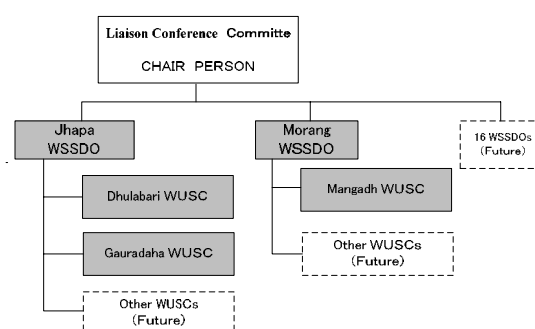 Liaison Conference Committe
CHAIR PERSON
Jhapa
WSSDO
Morang
WSSDO
16 WSSDOs
(Future)
Dhulabari WUSC
Mangadh WUSC
Gauradaha WUSC
Other WUSCs
(Future)
Other WUSCs
(Future)